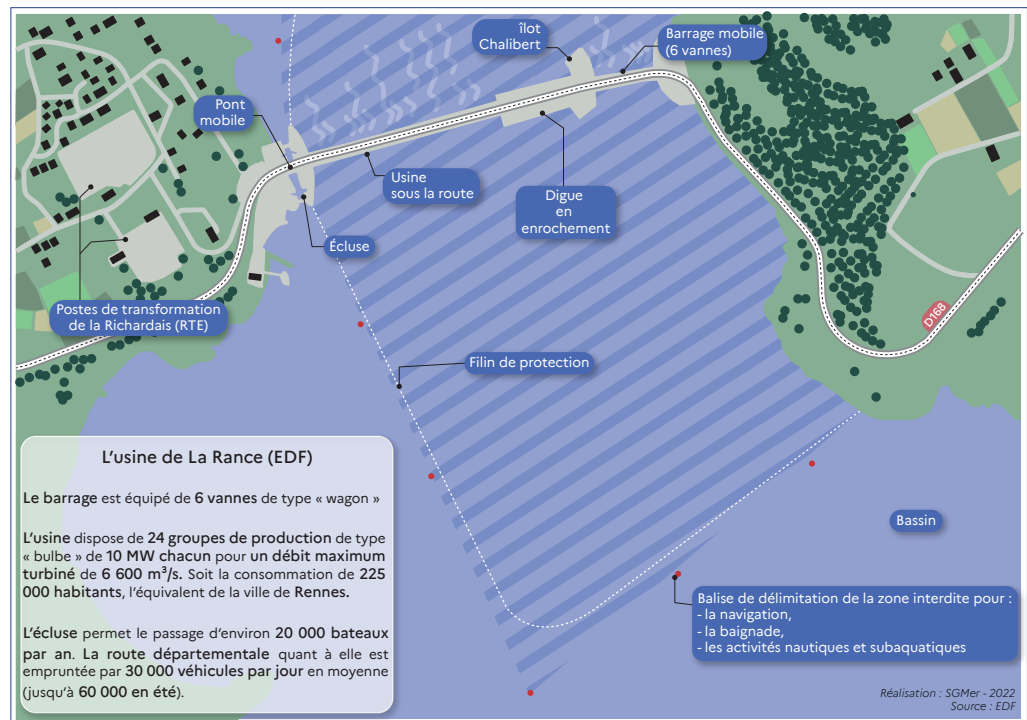 îlot
Chalibert
Barrage mobile
(6 vannes)
Pont
mobile
Usine
sous la route
Digue
en
enrochement
Écluse
Postes de transformation
de la Richardais (RTE)
D168
Filin de protection
L'usine de La Rance (EDF)
Le barrage est équipé de 6 vannes de type « wagon »
L'usine dispose de 24 groupes de production de type
« bulbe » de 10 MW chacun pour un débit maximum
turbiné de 6 600 m³/s. Soit la consommation de 225
000 habitants, l'équivalent de la ville de Rennes.
L'écluse permet le passage d'environ 20 000 bateaux
par an. La route départementale quant à elle est
empruntée par 30 000 véhicules par jour en moyenne
(jusqu'à 60 000 en été).
Bassin
Balise de délimitation de la zone interdite pour :
- la navigation,
- la baignade,
- les activités nautiques et subaquatiques
Réalisation : SGMer - 2022
Source : EDF